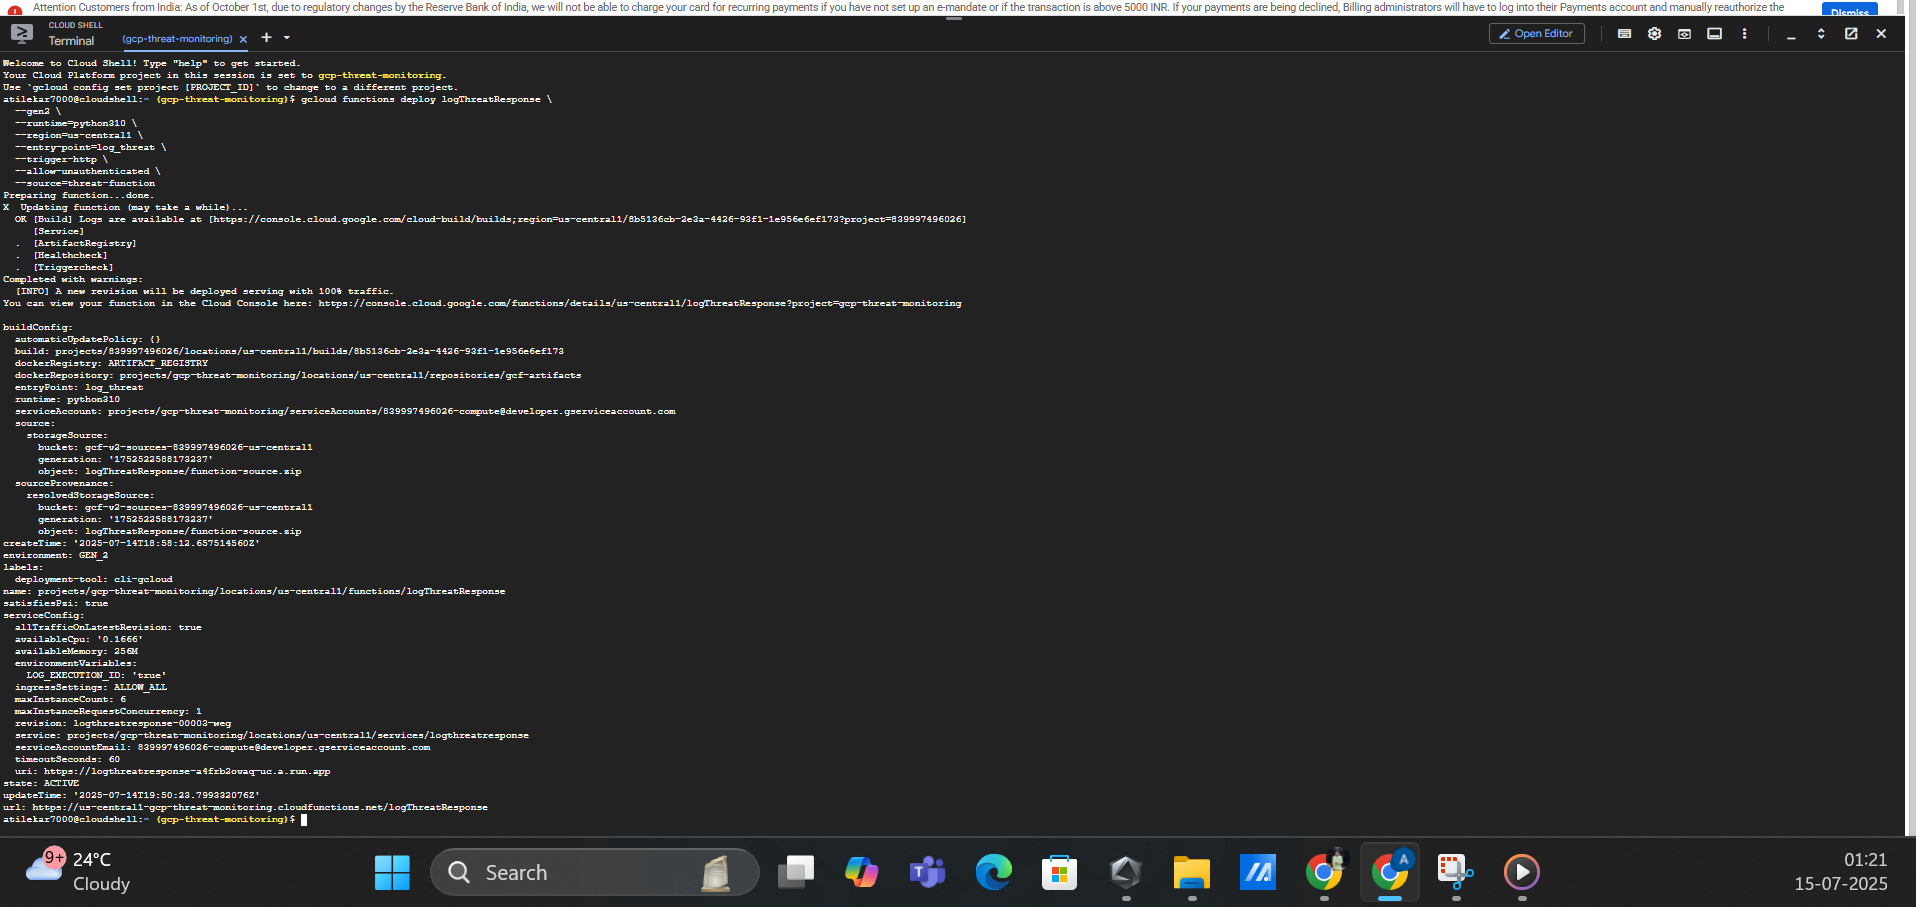 Attention Customers from India: As of October 1st, due to regulatory changes by the Reserve Bank of India, we will not be able to charge your card for recurring payments if you have not set up an e-mandate or if the transaction is above 5000 INR. If your payments are being declined, Billing administrators will have to log into their Payments account and manually reauthorize the
Dismiss
CLOUD SHELL
Terminal
(gcp-threat-monitoring)
Open Editor
Welcome to Cloud Shell! Type "help" to get started.
Your Cloud Platform project in this session is set to gcp-threat-monitoring.
Use `gcloud config set project [PROJECT_ID]` to change to a different project.
atilekar7000@cloudshell:~ (gcp-threat-monitoring)$ gcloud functions deploy logThreatResponse \
--gen2 \
--runtime=python310 \
--region=us-central1 \
--entry-point=log_threat \
--trigger-http \
--allow-unauthenticated \
--source=threat-function
Preparing function...done.
X Updating function (may take a while)...
OK [Build] Logs are available at [https://console.cloud.google.com/cloud-build/builds;region=us-central1/8b5136cb-2e3a-4426-93f1-1e956e6ef173?project=839997496026]
[Service]
. [ArtifactRegistry]
. [Healthcheck]
. [Triggercheck]
Completed with warnings:
[INFO] A new revision will be deployed serving with 100% traffic.
You can view your function in the Cloud Console here: https://console.cloud.google.com/functions/details/us-central1/logThreatResponse?project=gcp-threat-monitoring
buildConfig:
automaticUpdatePolicy: {}
build: projects/839997496026/locations/us-central1/builds/8b5136cb-2e3a-4426-93f1-1e956e6ef173
dockerRegistry: ARTIFACT_REGISTRY
dockerRepository: projects/gcp-threat-monitoring/locations/us-central1/repositories/gcf-artifacts
entryPoint: log_threat
runtime: python310
serviceAccount: projects/gcp-threat-monitoring/serviceAccounts/839997496026-compute@developer.gserviceaccount.com
source:
storageSource:
bucket: gcf-v2-sources-839997496026-us-central1
generation: '1752522588173237'
object: logThreatResponse/function-source.zip
sourceProvenance:
resolvedStorageSource:
bucket: gcf-v2-sources-839997496026-us-central1
generation: '1752522588173237'
object: logThreatResponse/function-source.zip
createTime: '2025-07-14T18:58:12.657514560Z'
environment: GEN_2
labels:
deployment-tool: cli-gcloud
name: projects/gcp-threat-monitoring/locations/us-central1/functions/logThreatResponse
satisfiesPzi: true
serviceConfig:
allTrafficOnLatestRevision: true
availableCpu: '0.1666'
availableMemory: 256M
environmentVariables:
LOG_EXECUTION_ID: 'true'
ingressSettings: ALLOW_ALL
maxInstanceCount: 6
maxInstanceRequestConcurrency: 1
revision: logthreatresponse-00003-weg
service: projects/gcp-threat-monitoring/locations/us-central1/services/logthreatresponse
serviceAccountEmail: 839997496026-compute@developer.gserviceaccount.com
timeoutSeconds: 60
uri: https://logthreatresponse-a4frb2ovaq-uc.a.run.app
state: ACTIVE
updateTime: '2025-07-14T19:50:23.799332076Z'
url: https://us-central1-gcp-threat-monitoring.cloudfunctions.net/logThreatResponse
atilekar7000@cloudshell:~ (gcp-threat-monitoring)$
9+
24°C
Cloudy
Search
A
01:21
15-07-2025